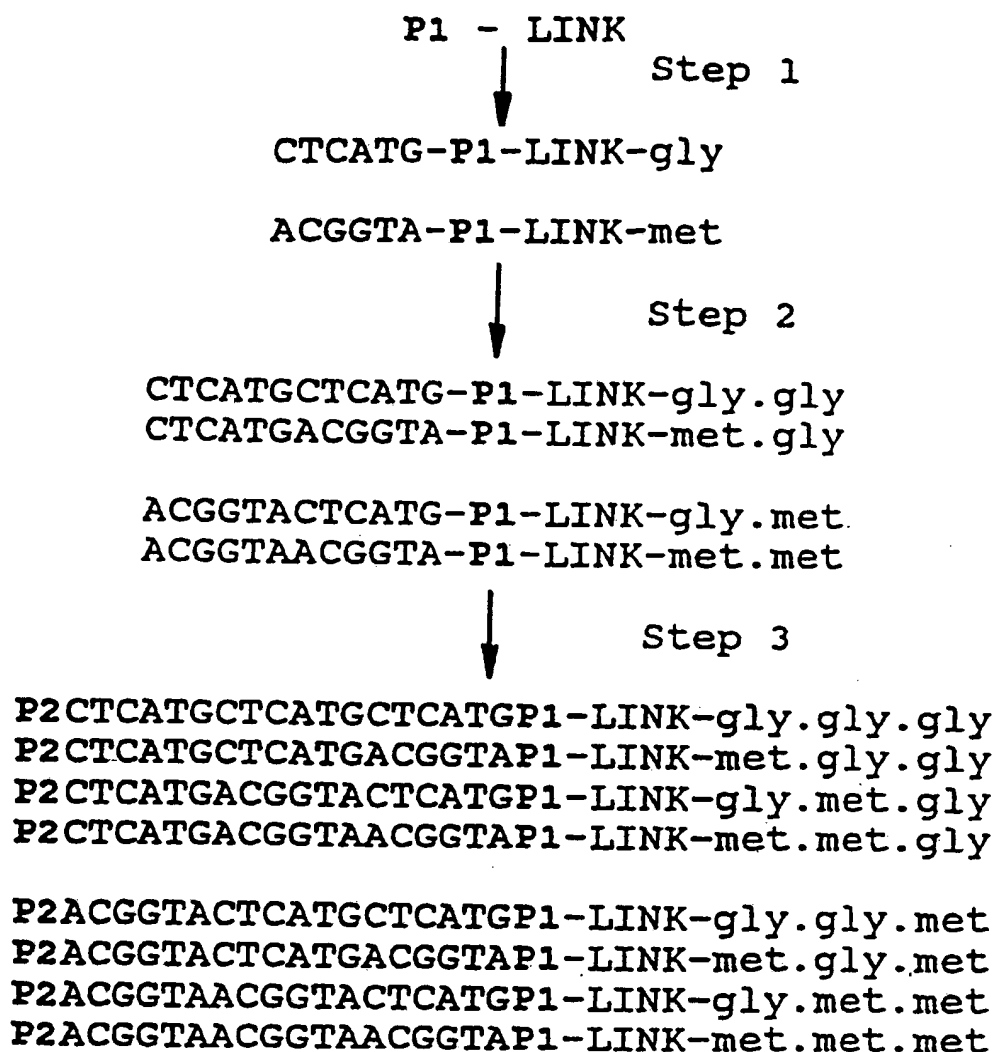 P1 - LINK
Step 1
CTCATG-P1-LINK-gly
ACGGTA-P1-LINK-met
Step 2
CTCATGCTCATG-P1-LINK-gly.gly
CTCATGACGGTA-P1-LINK-met.gly
ACGGTACTCATG-P1-LINK-gly.met
ACGGTAACGGTA-P1-LINK-met.met
Step 3
P2CTCATGCTCATGCTCATGP1-LINK-gly.gly.gly
P2CTCATGCTCATGACGGTAP1-LINK-met.gly.gly
P2CTCATGACGGTACTCATGP1-LINK-gly.met.gly
P2CTCATGACGGTAACGGTAP1-LINK-met.met.gly
P2ACGGTACTCATGCTCATGP1-LINK-gly.gly.met
P2ACGGTACTCATGACGGTAP1-LINK-met.gly.met
P2ACGGTAACGGTACTCATGP1-LINK-gly.met.met
P2ACGGTAACGGTAACGGTAP1-LINK-met.met.met